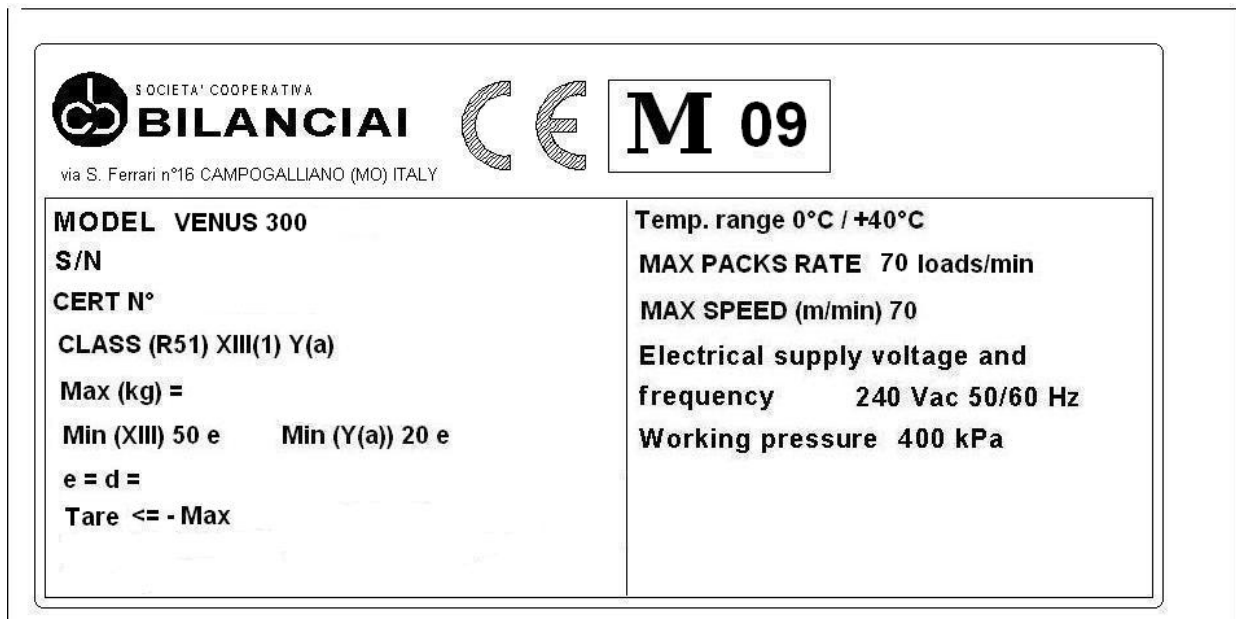 SOCIETA' COOPERATIVA
BILANCIAI
via S. Ferrari n°16 CAMPOGALLIANO (MO) ITALY
CE
M 09
MODEL VENUS 300
S/N
CERT N°
CLASS (R51) XIII(1) Y(a)
Max (kg) =
Min (XIII) 50 e Min (Y(a)) 20 e
e = d =
Tare <= - Max
Temp. range 0°C / +40°C
MAX PACKS RATE 70 loads/min
MAX SPEED (m/min) 70
Electrical supply voltage and
frequency 240 Vac 50/60 Hz
Working pressure 400 kPa